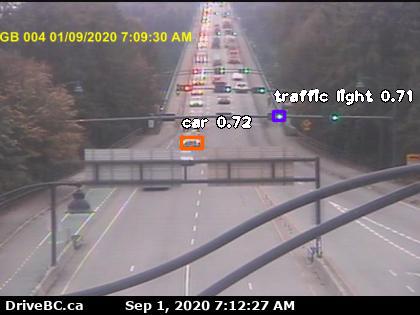 GB 004 01/09/2020 7:09:30 AM
traffic light 0.71
car 0.72
DriveBC.ca Sep 1, 2020 7:12:27 AM